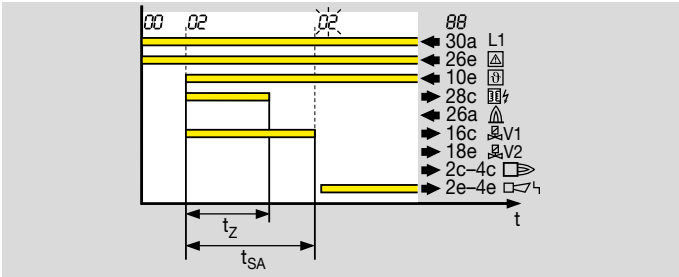 00 02 02 88
30a L1
26e
10e
28c
26a
16c V1
18e V2
2c–4c
2e–4e
t
tZ
tSA